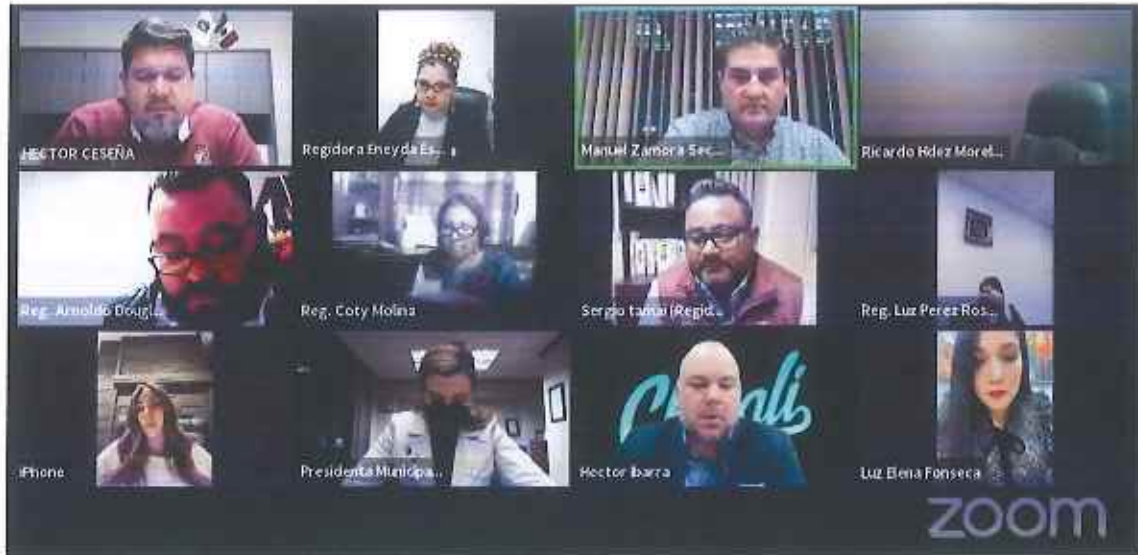 HECTOR CESEÑA
Regidora Eneyda Es...
Manuel Zamora Sec...
Ricardo Hdez Morel...
Reg. Arnoldo Dougl...
Reg. Coty Molina
Sergio tamai (Regid...
Reg. Luz Perez Ros...
iPhone
Presidenta Municipa...
Hector Ibarra
Luz Elena Fonseca
zoom